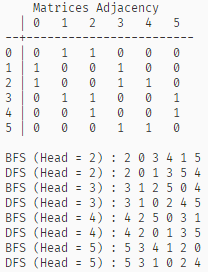 Matrices Adjacency
| 0 1 2 3 4 5
--+------------------
0 | 0 1 1 0 0 0
1 | 1 0 0 1 0 0
2 | 1 0 0 1 1 0
3 | 0 1 1 0 0 1
4 | 0 0 1 0 0 1
5 | 0 0 0 1 1 0
BFS (Head = 2) : 2 0 3 4 1 5
DFS (Head = 2) : 2 0 1 3 5 4
BFS (Head = 3) : 3 1 2 5 0 4
DFS (Head = 3) : 3 1 0 2 4 5
BFS (Head = 4) : 4 2 5 0 3 1
DFS (Head = 4) : 4 2 0 1 3 5
BFS (Head = 5) : 5 3 4 1 2 0
DFS (Head = 5) : 5 3 1 0 2 4